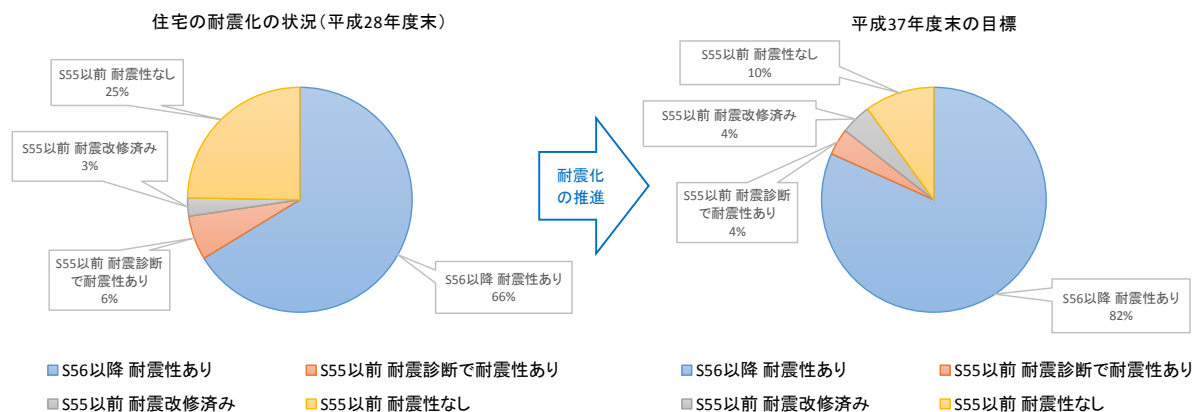 住宅の耐震化の状況（平成28年度末）
S55以前 耐震性なし
25%
S55以前 耐震改修済み
3%
S55以前 耐震診断
で耐震性あり
6%
S56以降 耐震性あり
66%
S56以降 耐震性あり
S55以前 耐震診断で耐震性あり
S55以前 耐震改修済み
S55以前 耐震性なし
耐震化
の推進
平成37年度末の目標
S55以前 耐震性なし
10%
S55以前 耐震改修済み
4%
S55以前 耐震診断
で耐震性あり
4%
S56以降 耐震性あり
82%
S56以降 耐震性あり
S55以前 耐震診断で耐震性あり
S55以前 耐震改修済み
S55以前 耐震性なし